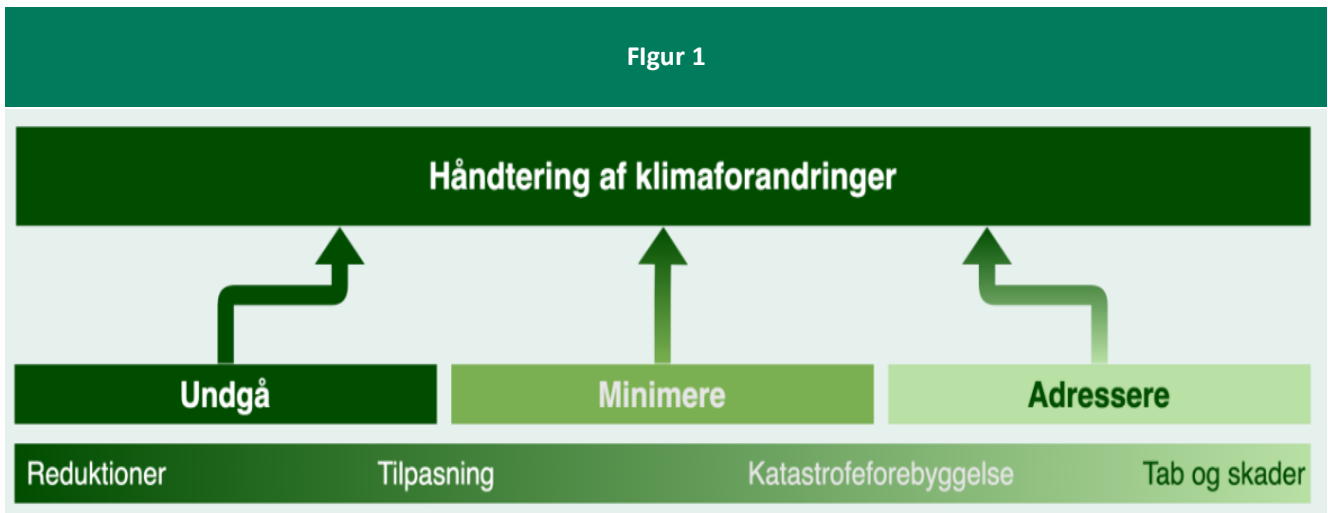 FIgur 1
Håndtering af klimaforandringer
Undgå Minimere Adressere
Reduktioner Tilpasning Katastrofeforebyggelse Tab og skader